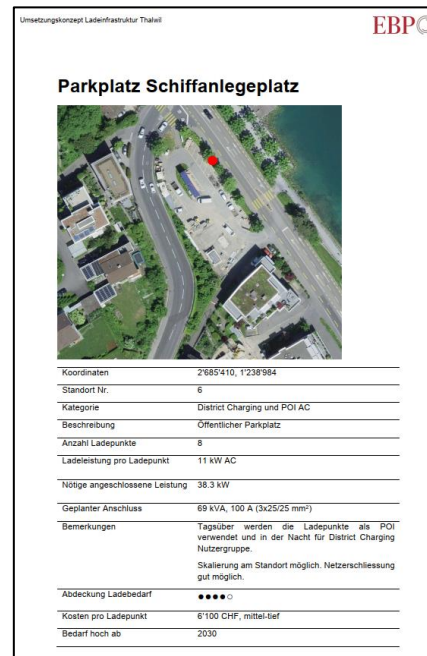 Umsetzungskonzept Ladeinfrastruktur Thalwil
EBP
Parkplatz Schiffanlegeplatz
Koordinaten 2'685'410, 1'238'984
Standort Nr. 6
Kategorie District Charging und POI AC
Beschreibung Öffentlicher Parkplatz
Anzahl Ladepunkte 8
Ladeleistung pro Ladepunkt 11 kW AC
Nötige angeschlossene Leistung 38.3 kW
Geplanter Anschluss 69 kVA, 100 A (3x25/25 mm²)
Bemerkungen Tagsüber werden die Ladepunkte als POI
verwendet und in der Nacht für District Charging
Nutzergruppe.
Skalierung am Standort möglich. Netzerschliessung
gut möglich.
Abdeckung Ladebedarf ●●●●○
Kosten pro Ladepunkt 6'100 CHF, mittel-tief
Bedarf hoch ab 2030